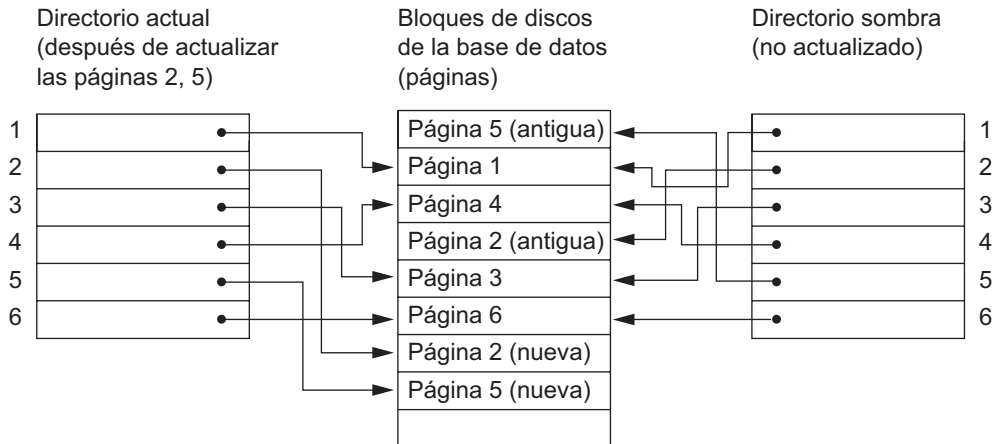 Directorio actual
(después de actualizar
las páginas 2, 5)
Bloques de discos
de la base de datos
(páginas)
Directorio sombra
(no actualizado)
1
2
3
4
5
6
Página 5 (antigua)
Página 1
Página 4
Página 2 (antigua)
Página 3
Página 6
Página 2 (nueva)
Página 5 (nueva)
1
2
3
4
5
6